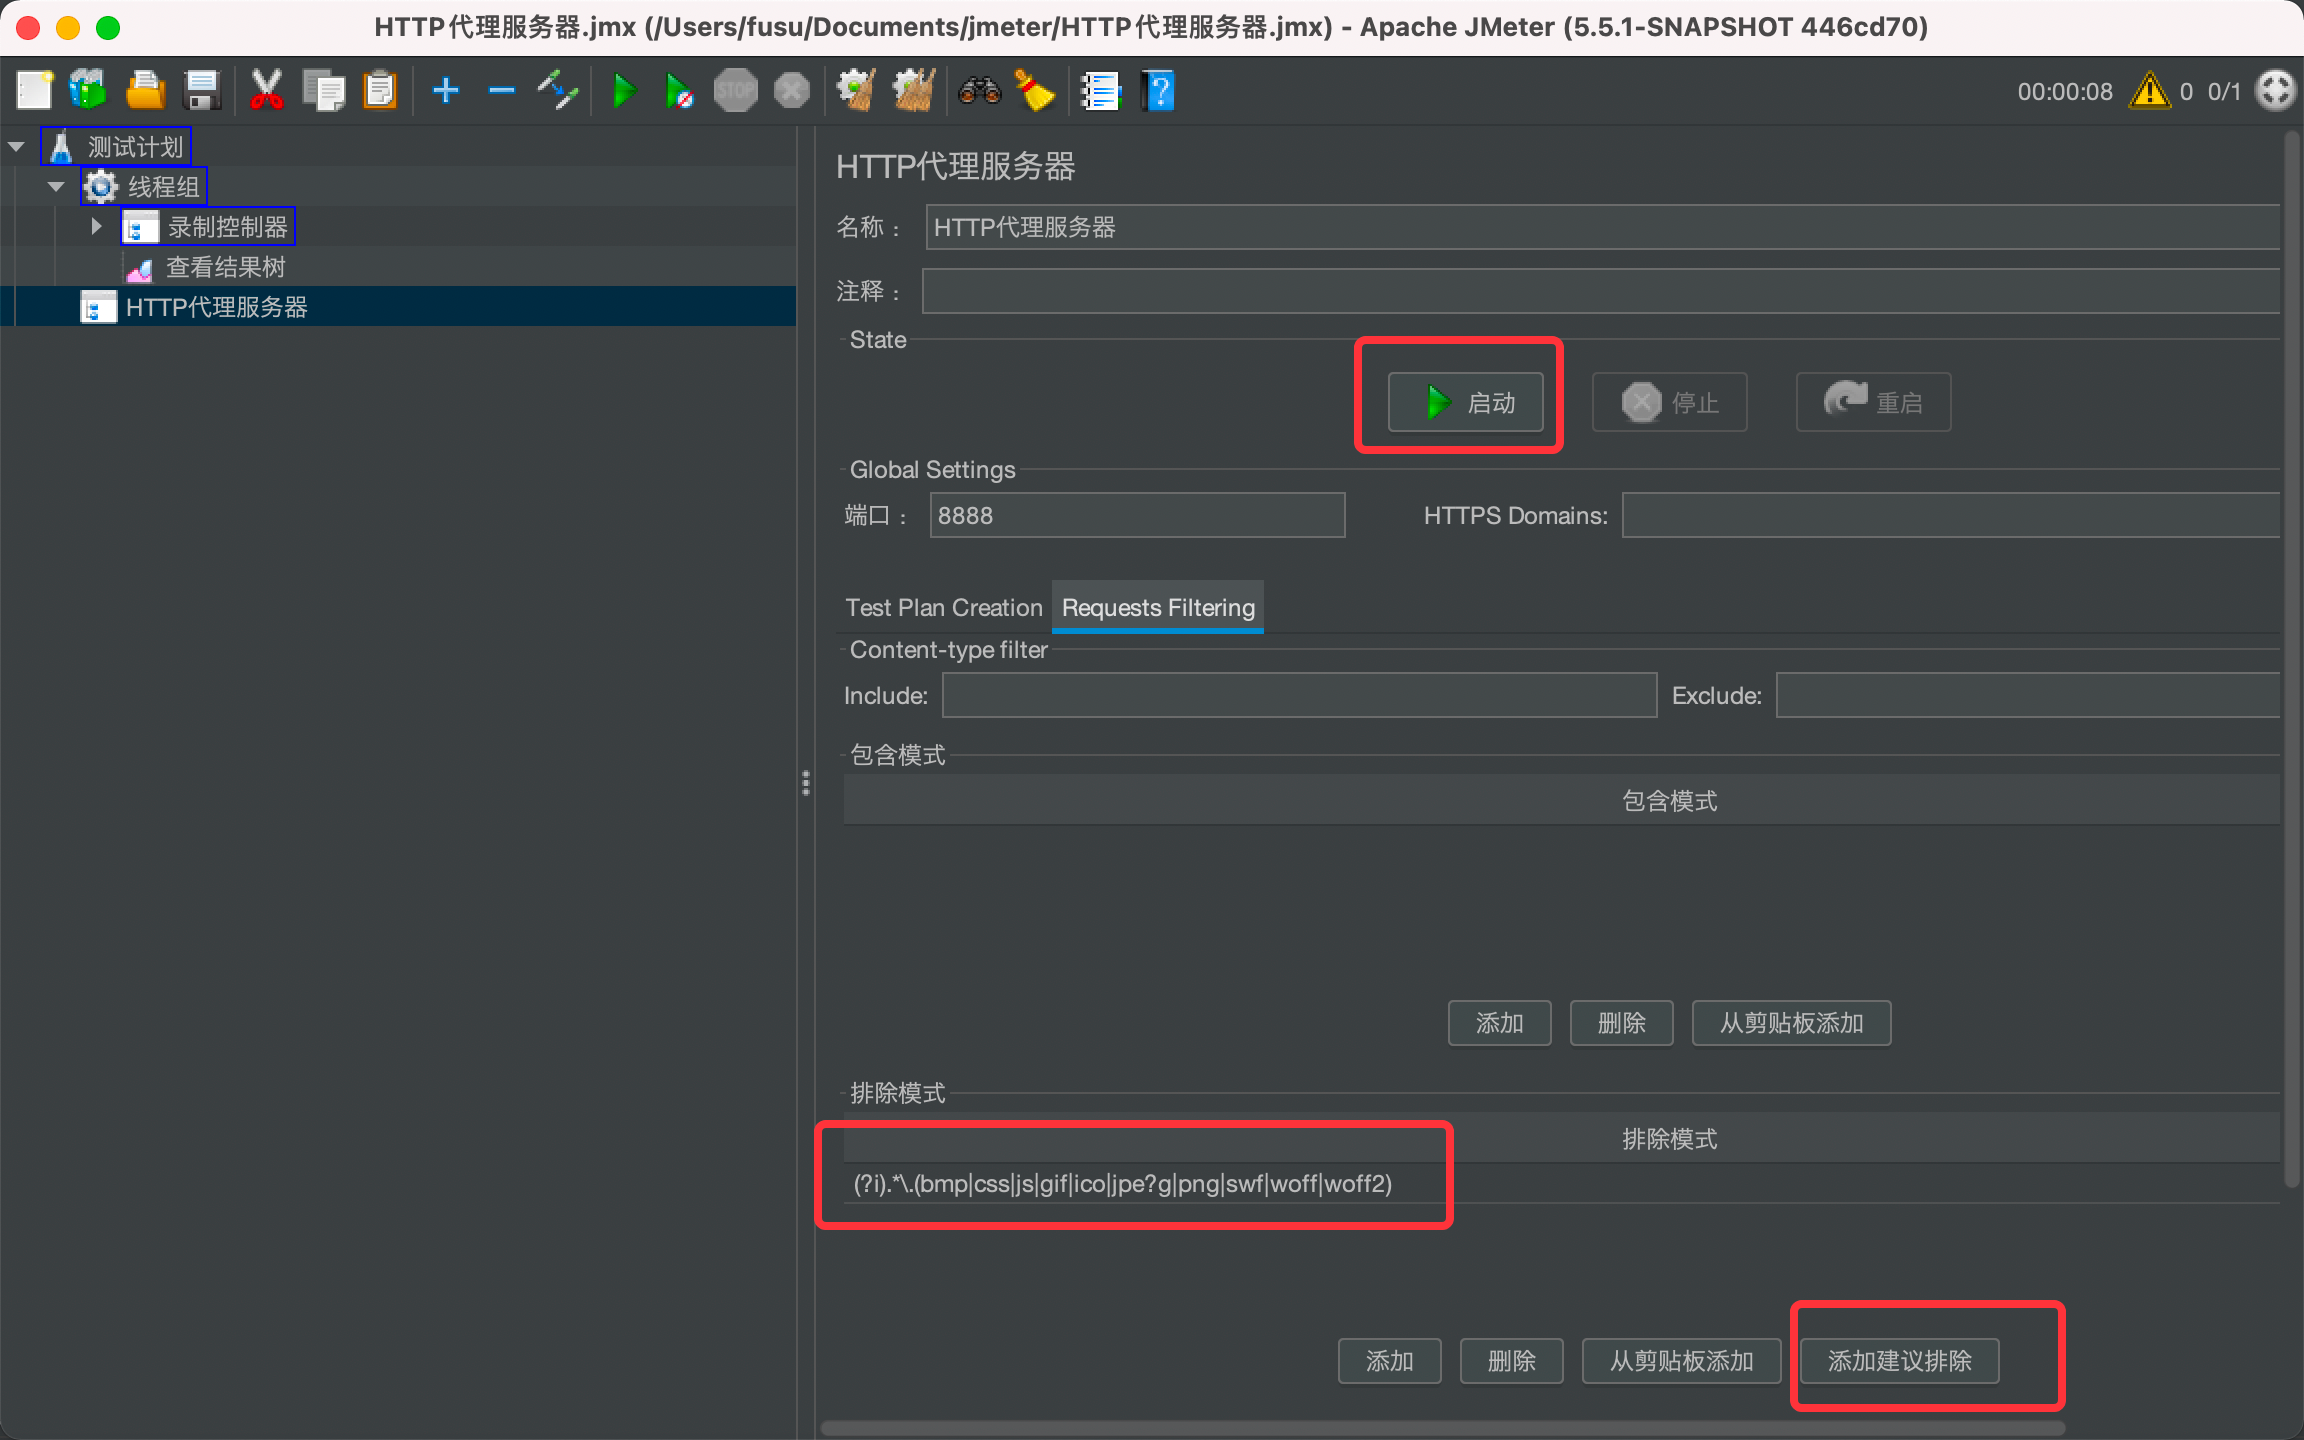 HTTP代理服务器.jmx (/Users/fusu/Documents/jmeter/HTTP代理服务器.jmx) - Apache JMeter (5.5.1-SNAPSHOT 446cd70)
STOP
00:00:08 0 0/1
测试计划
线程组
录制控制器
查看结果树
HTTP代理服务器
HTTP代理服务器
名称： HTTP代理服务器
注释：
State
启动 停止 重启
Global Settings
端口： 8888 HTTPS Domains:
Test Plan Creation Requests Filtering
Content-type filter
Include: Exclude:
包含模式
包含模式
添加 删除 从剪贴板添加
排除模式
排除模式
(?i).*\.(bmp|css|js|gif|ico|jpe?g|png|swf|woff|woff2)
添加 删除 从剪贴板添加 添加建议排除